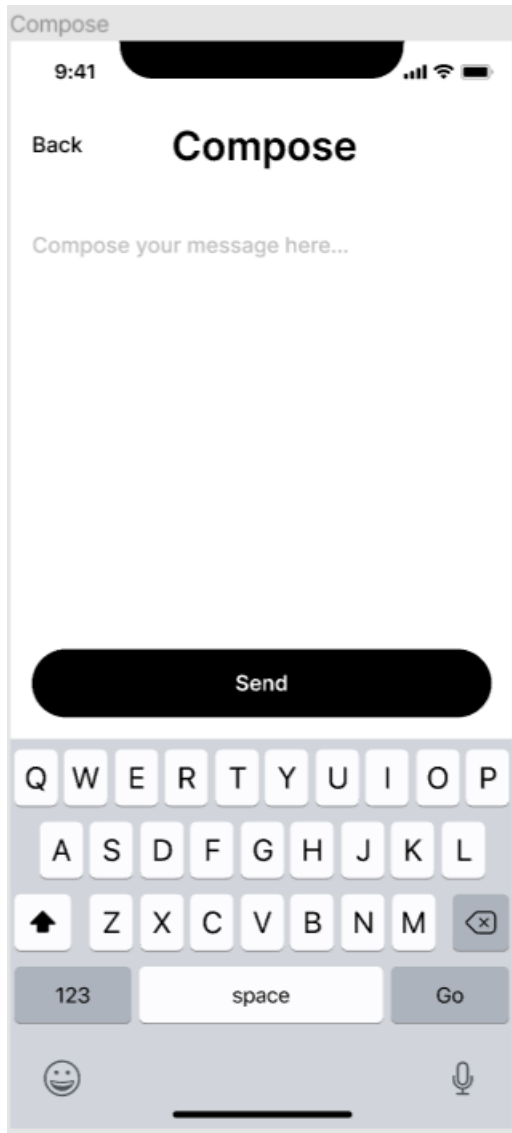 Compose
9:41
Back
Compose
Compose your message here...
Send
Q W E R T Y U I O P
A S D F G H J K L
Z X C V B N M
123 space Go